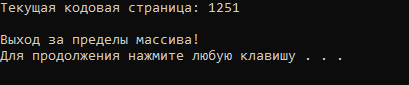 Текущая кодовая страница: 1251
Выход за пределы массива!
Для продолжения нажмите любую клавишу . . .